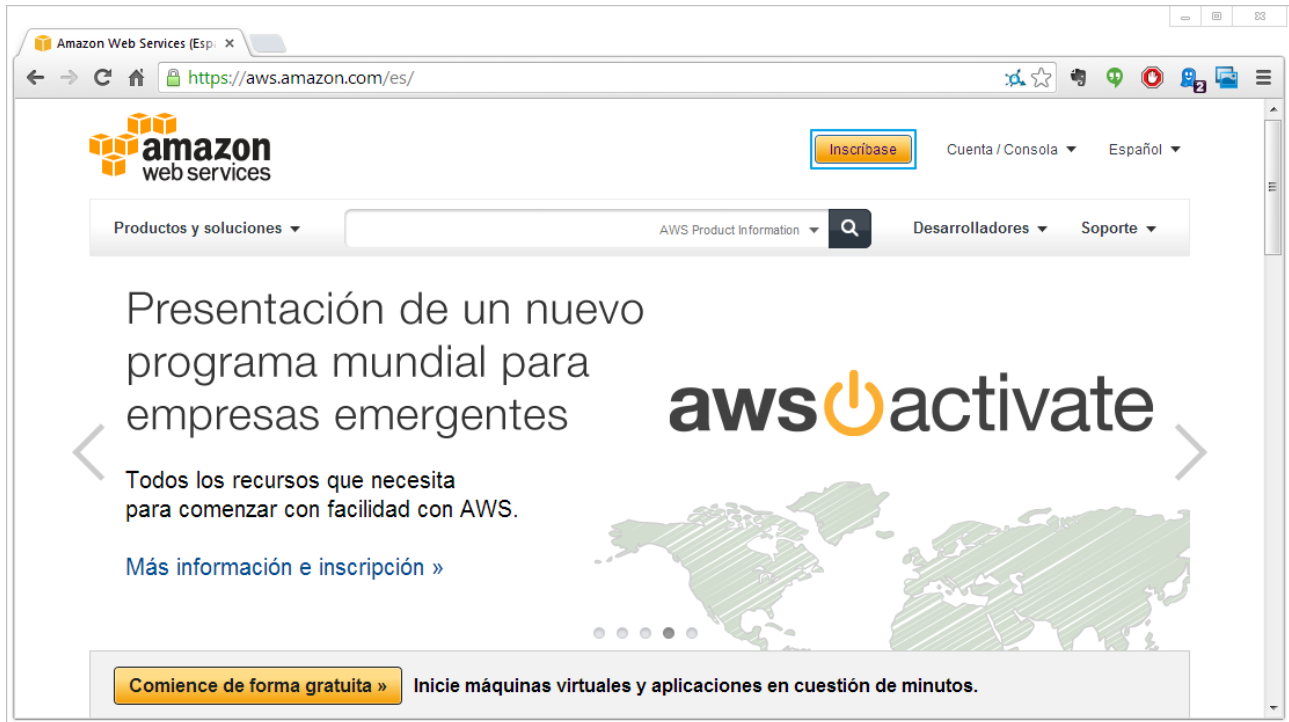 Amazon Web Services (Esp
https://aws.amazon.com/es/
2
amazon
web services
Inscríbase
Cuenta / Consola
Español
Productos y soluciones
AWS Product Information
Desarrolladores
Soporte
Presentación de un nuevo
programa mundial para
empresas emergentes
aws activate
Todos los recursos que necesita
para comenzar con facilidad con AWS.
Más información e inscripción »
Comience de forma gratuita »
Inicie máquinas virtuales y aplicaciones en cuestión de minutos.